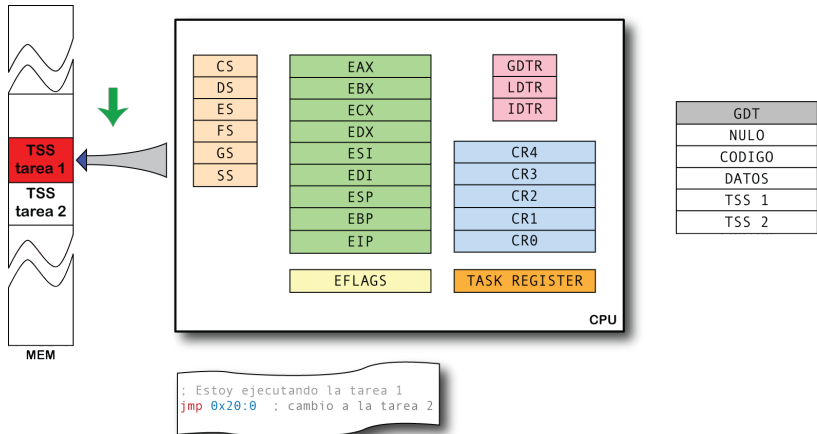 TSS
tarea 1
TSS
tarea 2
MEM
CS
DS
ES
FS
GS
SS
EAX
EBX
ECX
EDX
ESI
EDI
ESP
EBP
EIP
EFLAGS
GDTR
LDTR
IDTR
CR4
CR3
CR2
CR1
CR0
TASK REGISTER
CPU
GDT
NULO
CODIGO
DATOS
TSS 1
TSS 2
; Estoy ejecutando la tarea 1
jmp 0x20:0 ; cambio a la tarea 2